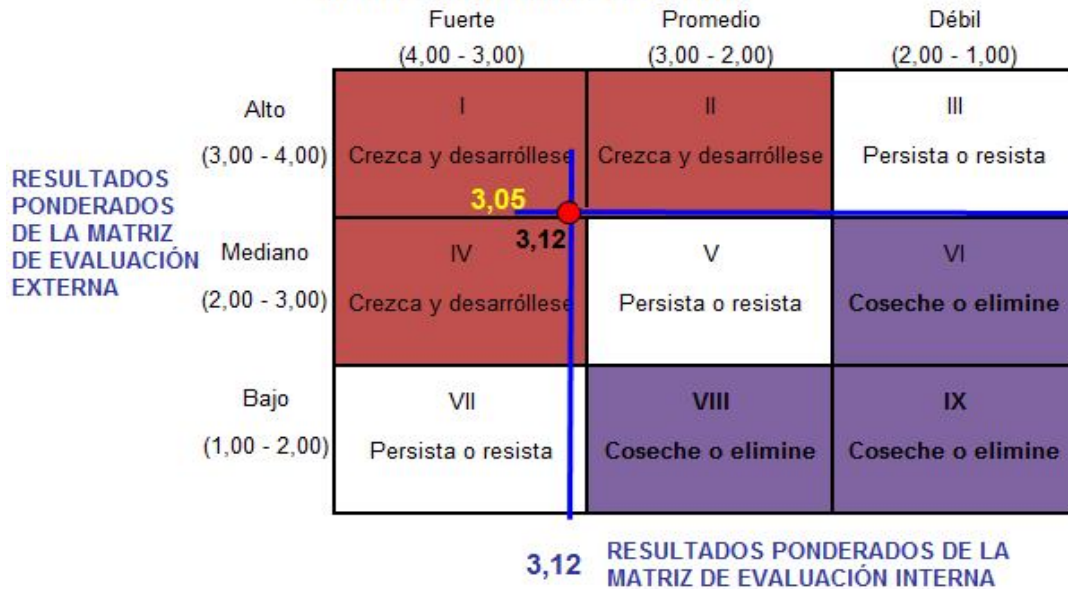 Fuerte
(4,00 - 3,00)
Promedio
(3,00 - 2,00)
Débil
(2,00 - 1,00)
RESULTADOS
PONDERADOS
DE LA MATRIZ
DE EVALUACIÓN
EXTERNA
Alto
(3,00 - 4,00)
I
Crezca y desarróllese
II
Crezca y desarróllese
III
Persista o resista
3,05
3,12
Mediano
(2,00 - 3,00)
IV
Crezca y desarróllese
V
Persista o resista
VI
Coseche o elimine
Bajo
(1,00 - 2,00)
VII
Persista o resista
VIII
Coseche o elimine
IX
Coseche o elimine
3,12
RESULTADOS PONDERADOS DE LA
MATRIZ DE EVALUACIÓN INTERNA